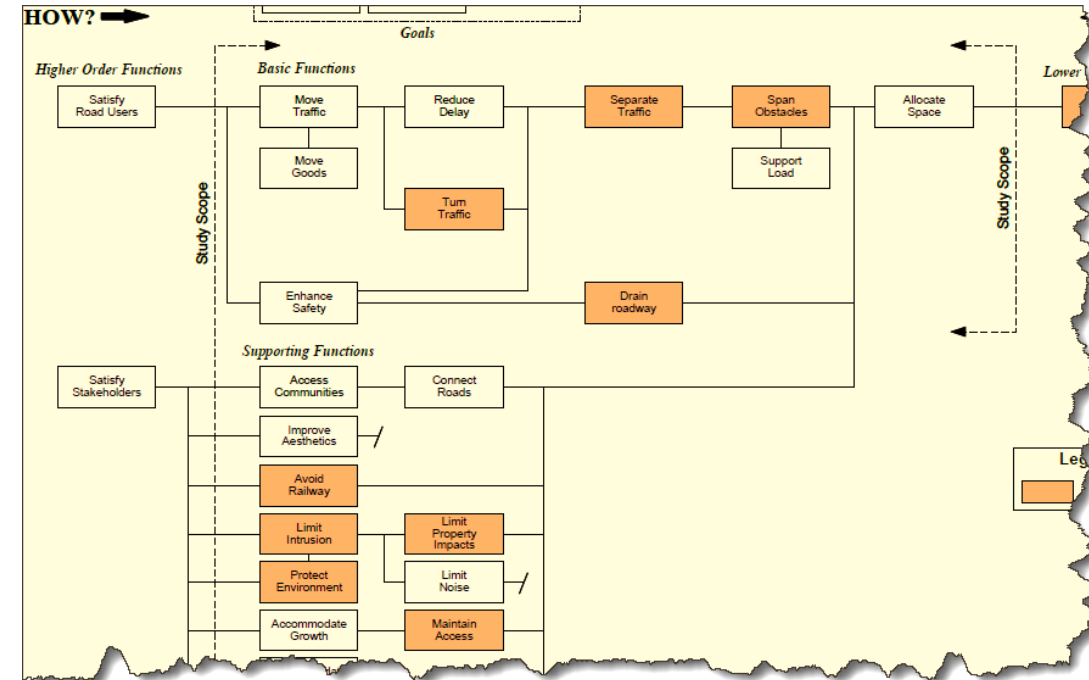 HOW?
Goals
Higher Order Functions
Basic Functions
Lower
Satisfy
Road Users
Move
Traffic
Reduce
Delay
Separate
Traffic
Span
Obstacles
Allocate
Space
Move
Goods
Support
Load
Turn
Traffic
Study Scope
Study Scope
Enhance
Safety
Drain
roadway
Supporting Functions
Satisfy
Stakeholders
Access
Communities
Connect
Roads
Improve
Aesthetics
Avoid
Railway
Leg
Limit
Intrusion
Limit
Property
Impacts
Protect
Environment
Limit
Noise
Accommodate
Growth
Maintain
Access